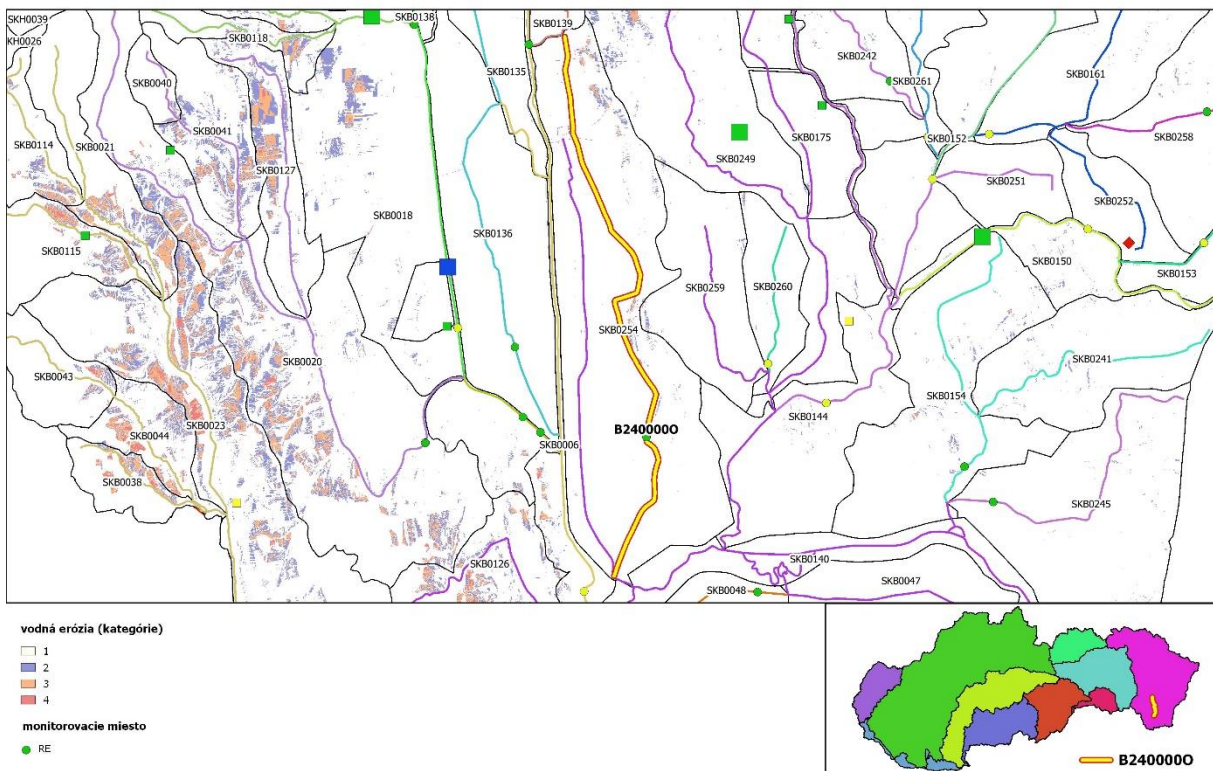 SKH0039
SKB0138
SKB0139
KH0026
SKB0118
SKB0242
SKB0040
SKB0135
SKB0261
SKB0161
SKB0041
SKB0175
SKB0152
SKB0258
SKB0114
SKB0021
SKB0127
SKB0249
SKB0251
SKB0252
SKB0018
SKB0136
SKB0115
SKB0150
SKB0153
SKB0259
SKB0260
SKB0254
SKB0020
SKB0241
SKB0043
SKB0154
SKB0144
SKB0023
SKB0044
B240000O
SKB0006
SKB0038
SKB0245
SKB0126
SKB0140
SKB0047
SKB0048
vodná erózia (kategórie)
1
2
3
4
monitorovacie miesto
RE
B240000O